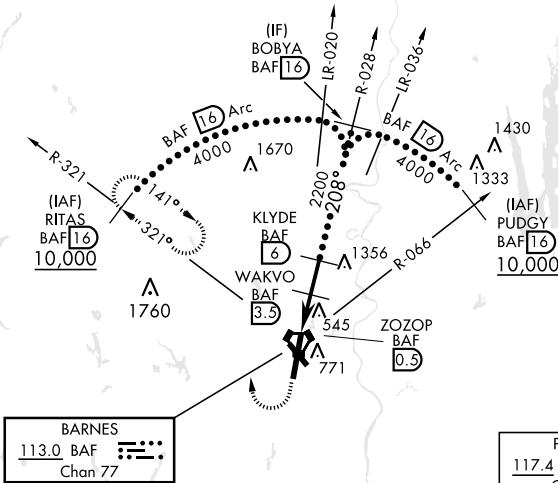 (IF)
BOBYA
BAF 16
LR-020
R-028
LR-036
BAF 16 Arc
4000
BAF 16 Arc
4000
1430
1333
1670
R-321
(IAF)
RITAS
BAF 16
10,000
141°
321°
2200
208°
KLYDE
BAF
6
1356
R-066
(IAF)
PUDGY
BAF 16
10,000
1760
WAKVO
BAF
3.5
545
771
ZOZOP
BAF
0.5
BARNES
113.0 BAF
Chan 77
117.4